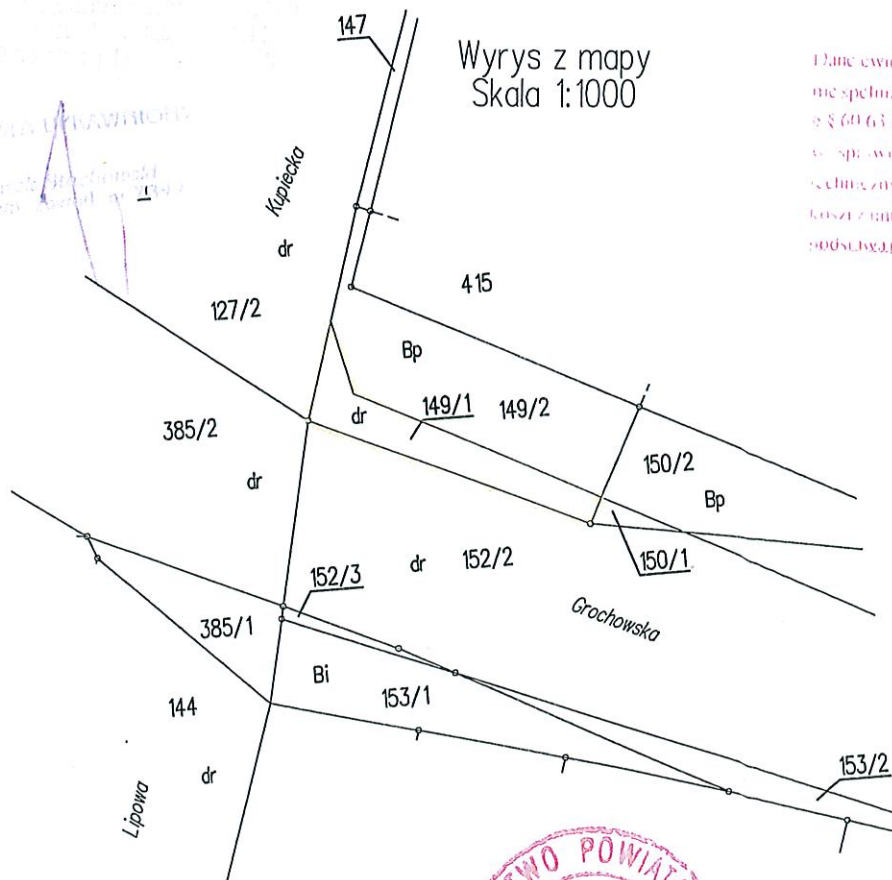 147
Wyrys z mapy
Skala 1:1000
Kupiecka
dr
415
127/2
Bp
149/1
149/2
dr
385/2
150/2
dr
Bp
dr
152/2
150/1
152/3
Grochowska
385/1
Bi
153/1
144
153/2
dr
Lipowa
WO POWIAT